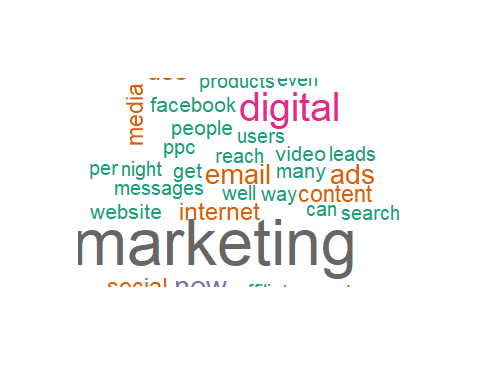 products even
media
facebook digital
people users
ppc
reach video leads
per night get email many ads
messages well way content
website internet can search
marketing
social now